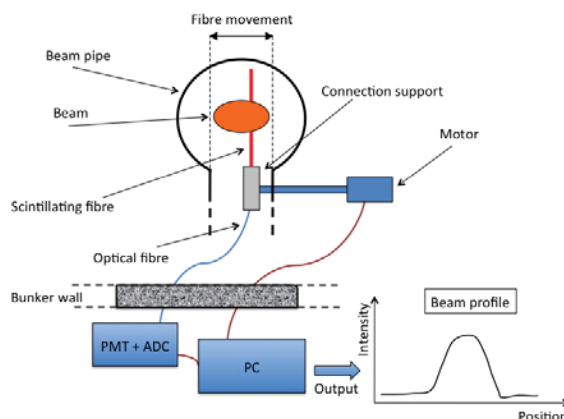 Fibre movement
Beam pipe
Connection support
Beam
Motor
Scintillating fibre
Optical fibre
Bunker wall
Beam profile
Intensity
PMT + ADC
PC
Output
Position